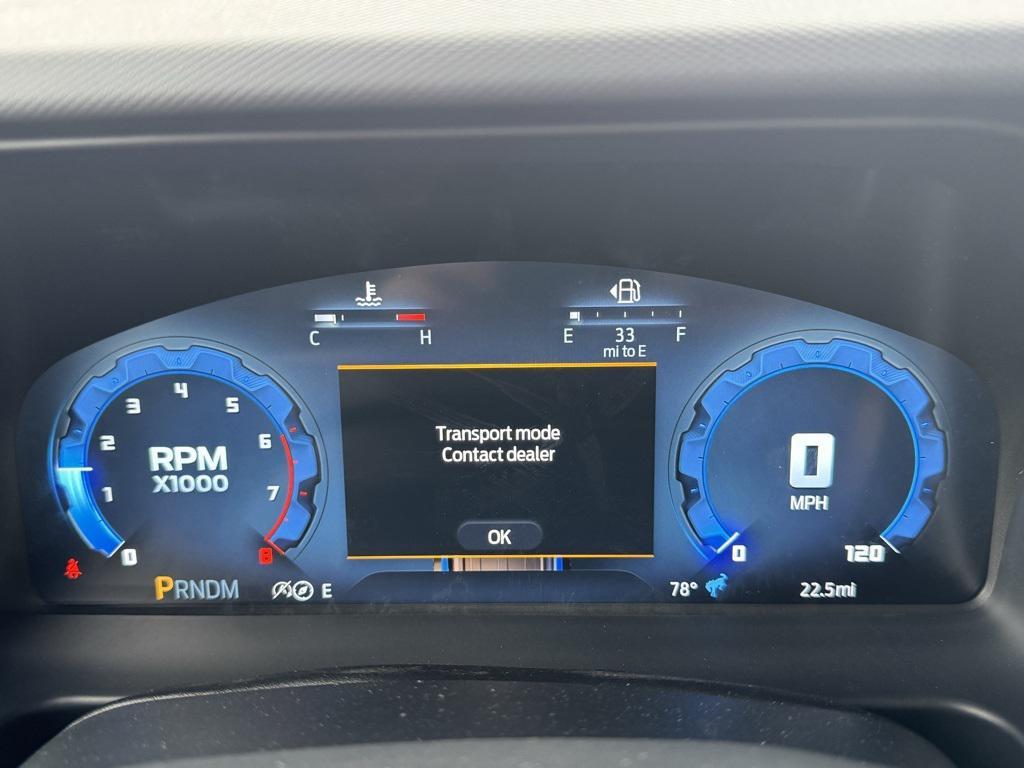 C H
E 33 F
mi to E
0 1 2 3 4 5 6 7 8
RPM
X1000
Transport mode
Contact dealer
OK
0
MPH
0 120
PRNDM
E
78°
22.5mi